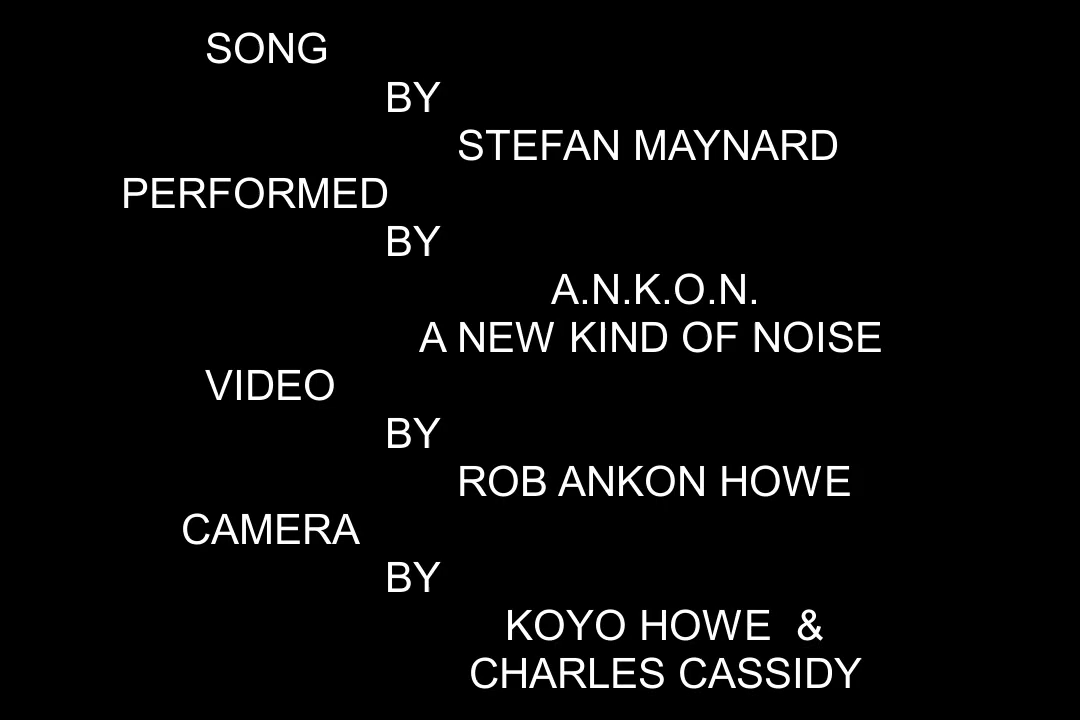 SONG
BY
STEFAN MAYNARD
PERFORMED
BY
A.N.K.O.N.
A NEW KIND OF NOISE
VIDEO
BY
ROB ANKON HOWE
CAMERA
BY
KOYO HOWE &
CHARLES CASSIDY